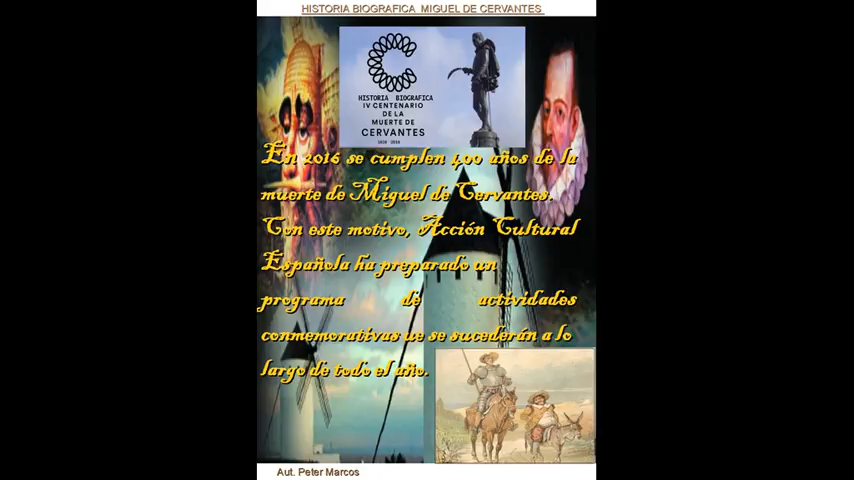 HISTORIA BIOGRAFICA MIGUEL DE CERVANTES
HISTORIA BIOGRAFICA
IV CENTENARIO
DE LA
MUERTE DE
CERVANTES
En 2016 se cumplen 400 años de la
muerte de Miguel de Cervantes.
Con este motivo, Acción Cultural
Española ha preparado un
programa de actividades
conmemorativas ue se sucederán a lo
largo de todo el año.
Aut. Peter Marcos